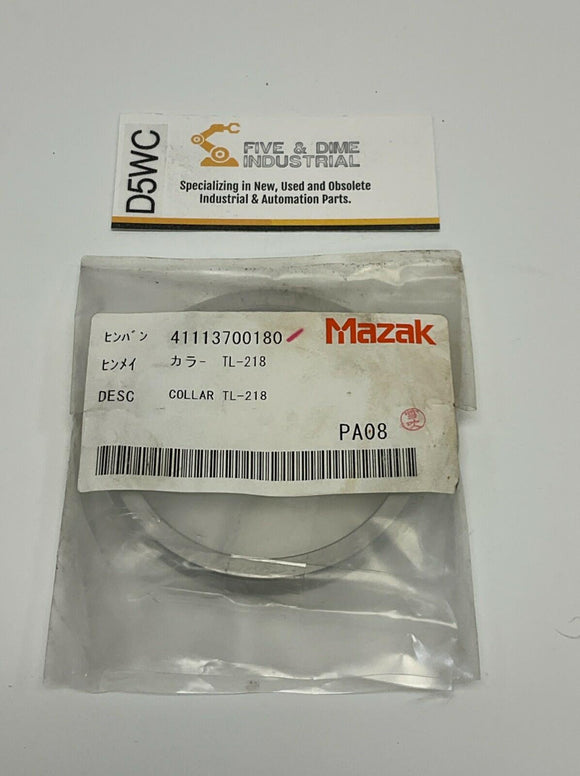 D5WC
FIVE & DIME
INDUSTRIAL
Specializing in New, Used and Obsolete
Industrial & Automation Parts.
ﾋﾝﾊﾞﾝ 41113700180 Mazak
ﾋﾝﾒｲ カラー TL-218
DESC COLLAR TL-218
PA08